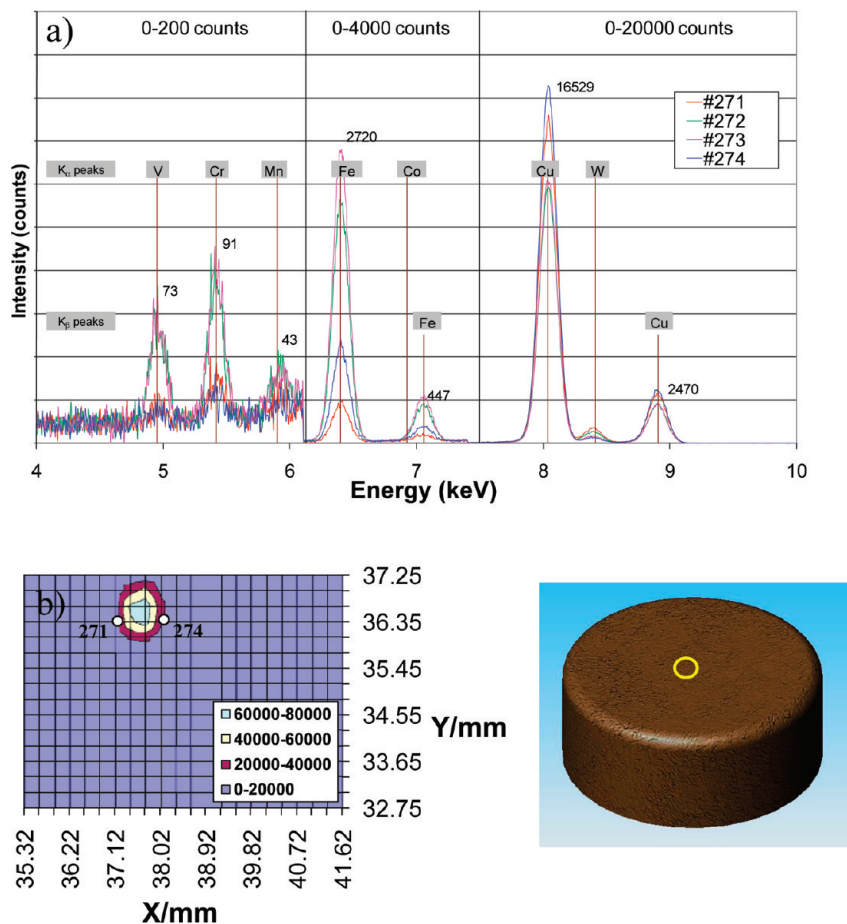 a)
0-200 counts 0-4000 counts 0-20000 counts
16529
#271
#272
#273
#274
2720
Kα peaks V Cr Mn Fe Co Cu W
91
73
Kβ peaks Fe Cu
43
447
2470
Intensity (counts)
4 5 6 7 8 9 10
Energy (keV)
b)
271 274
60000-80000
40000-60000
20000-40000
0-20000
37.25
36.35
35.45
34.55
33.65
32.75
Y/mm
35.32 36.22 37.12 38.02 38.92 39.82 40.72 41.62
X/mm